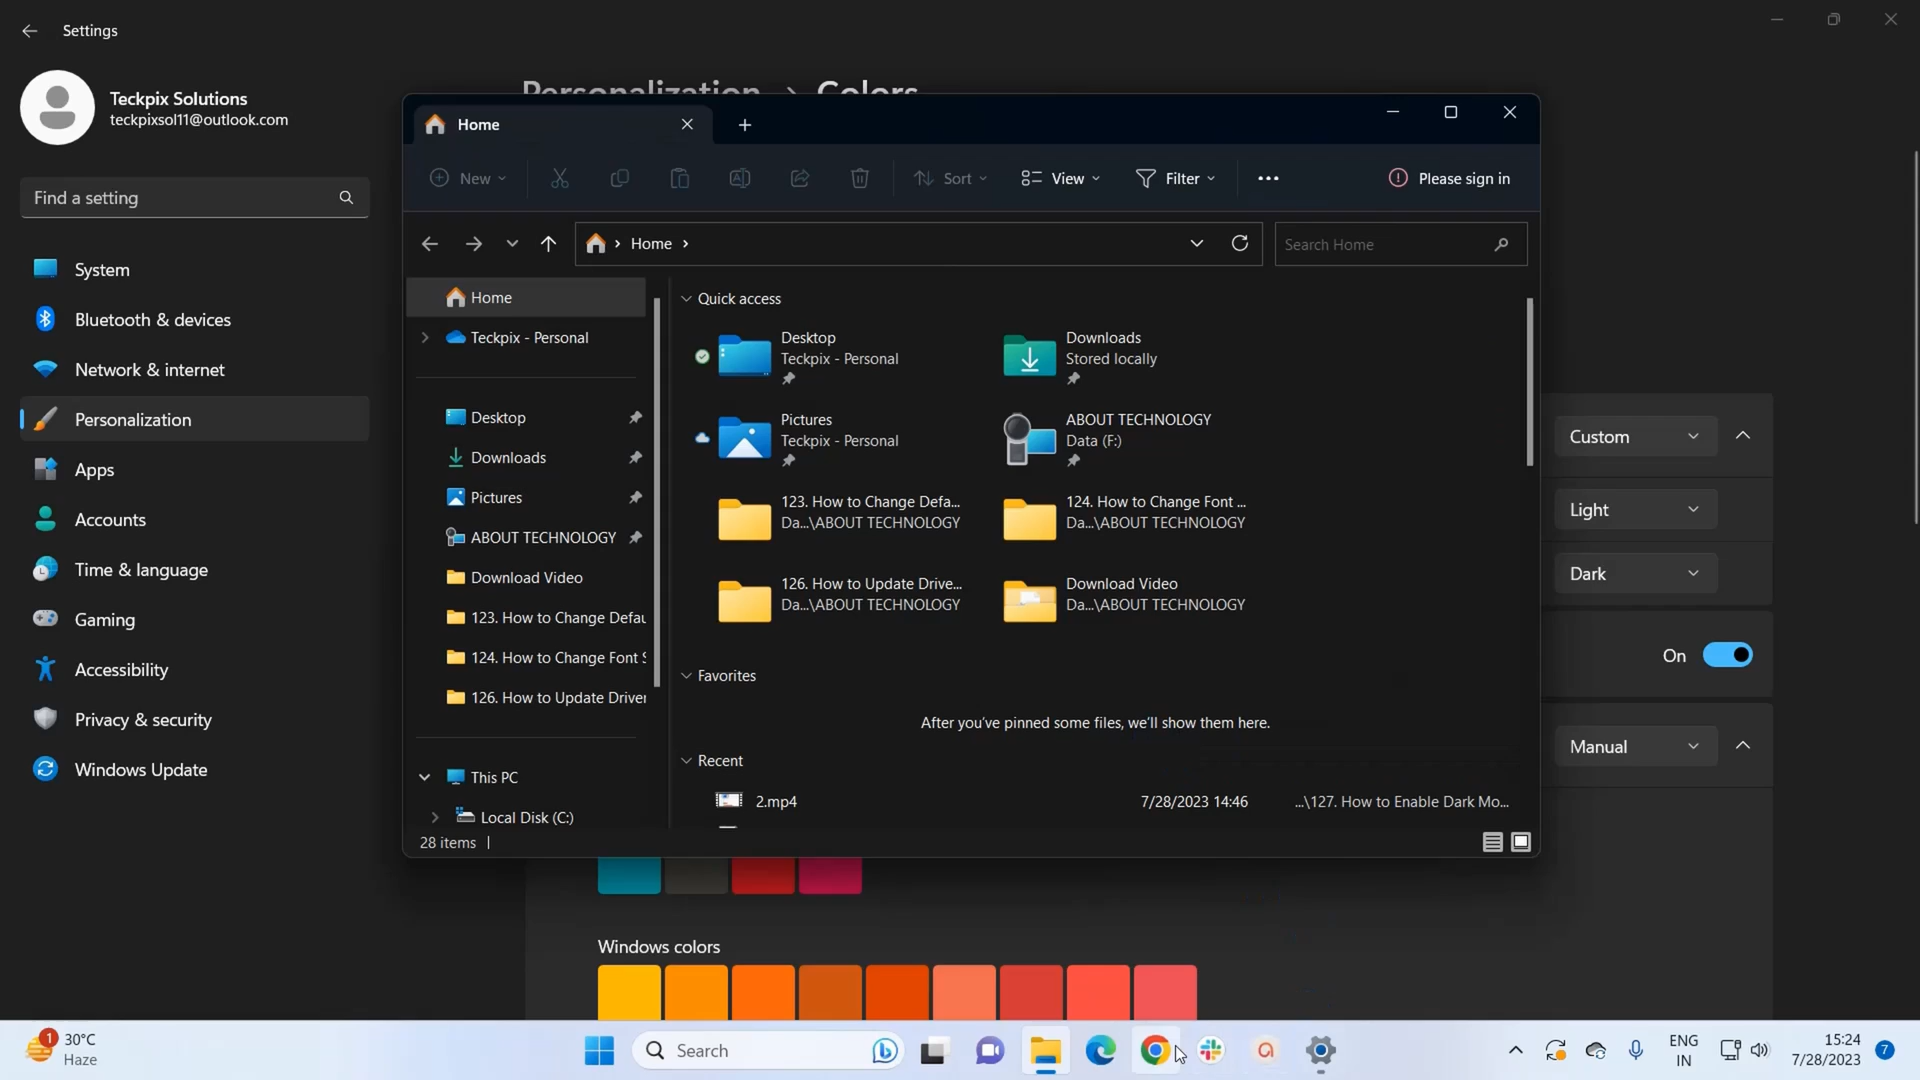 Settings
Teckpix Solutions
teckpixsol11@outlook.com
Find a setting
System
Bluetooth & devices
Network & internet
Personalization
Apps
Accounts
Time & language
Gaming
Accessibility
Privacy & security
Windows Update
Personalization > Colors
Home
New
Sort
View
Filter
Please sign in
Home
Search Home
Home
Teckpix - Personal
Desktop
Downloads
Pictures
ABOUT TECHNOLOGY
Download Video
123. How to Change Defau
124. How to Change Font S
126. How to Update Driver
This PC
Local Disk (C:)
28 items
Quick access
Desktop
Teckpix - Personal
Downloads
Stored locally
Pictures
Teckpix - Personal
ABOUT TECHNOLOGY
Data (F:)
123. How to Change Defa...
Da...\ABOUT TECHNOLOGY
124. How to Change Font ...
Da...\ABOUT TECHNOLOGY
126. How to Update Drive...
Da...\ABOUT TECHNOLOGY
Download Video
Da...\ABOUT TECHNOLOGY
Favorites
After you've pinned some files, we'll show them here.
Recent
2.mp4 7/28/2023 14:46 ...\127. How to Enable Dark Mo...
Custom
Light
Dark
On
Manual
Windows colors
1
30°C
Haze
Search
ENG
IN
15:24
7/28/2023
7